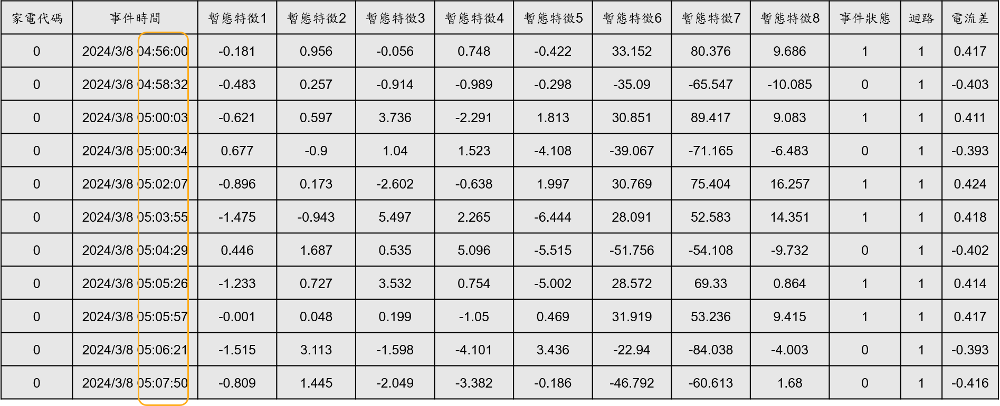 家電代碼 事件時間 暫態特徵1 暫態特徵2 暫態特徵3 暫態特徵4 暫態特徵5 暫態特徵6 暫態特徵7 暫態特徵8 事件狀態 迴路 電流差
0 2024/3/8 04:56:00 -0.181 0.956 -0.056 0.748 -0.422 33.152 80.376 9.686 1 1 0.417
0 2024/3/8 04:58:32 -0.483 0.257 -0.914 -0.989 -0.298 -35.09 -65.547 -10.085 0 1 -0.403
0 2024/3/8 05:00:03 -0.621 0.597 3.736 -2.291 1.813 30.851 89.417 9.083 1 1 0.411
0 2024/3/8 05:00:34 0.677 -0.9 1.04 1.523 -4.108 -39.067 -71.165 -6.483 0 1 -0.393
0 2024/3/8 05:02:07 -0.896 0.173 -2.602 -0.638 1.997 30.769 75.404 16.257 1 1 0.424
0 2024/3/8 05:03:55 -1.475 -0.943 5.497 2.265 -6.444 28.091 52.583 14.351 1 1 0.418
0 2024/3/8 05:04:29 0.446 1.687 0.535 5.096 -5.515 -51.756 -54.108 -9.732 0 1 -0.402
0 2024/3/8 05:05:26 -1.233 0.727 3.532 0.754 -5.002 28.572 69.33 0.864 1 1 0.414
0 2024/3/8 05:05:57 -0.001 0.048 0.199 -1.05 0.469 31.919 53.236 9.415 1 1 0.417
0 2024/3/8 05:06:21 -1.515 3.113 -1.598 -4.101 3.436 -22.94 -84.038 -4.003 0 1 -0.393
0 2024/3/8 05:07:50 -0.809 1.445 -2.049 -3.382 -0.186 -46.792 -60.613 1.68 0 1 -0.416